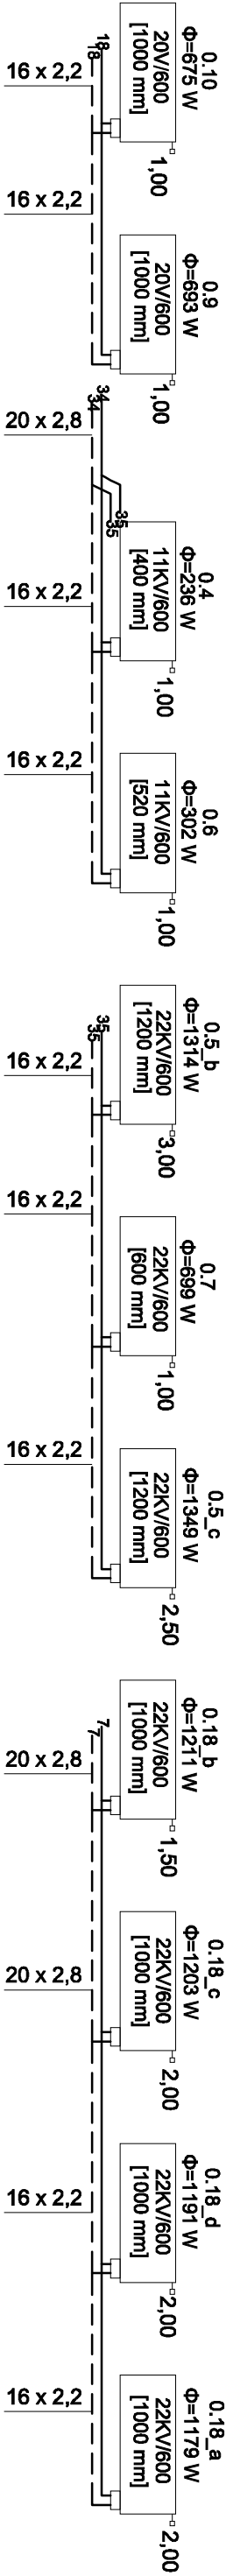 0.10
Φ=675 W
20V/600
[1000 mm]
1,00
18
18
16 x 2,2
16 x 2,2
0.9
Φ=693 W
20V/600
[1000 mm]
1,00
34
34
20 x 2,8
35
35
0.4
Φ=236 W
11KV/600
[400 mm]
1,00
16 x 2,2
0.6
Φ=302 W
11KV/600
[520 mm]
1,00
16 x 2,2
0.5_b
Φ=1314 W
22KV/600
[1200 mm]
3,00
35
35
16 x 2,2
0.7
Φ=699 W
22KV/600
[600 mm]
1,00
16 x 2,2
0.5_c
Φ=1349 W
22KV/600
[1200 mm]
2,50
16 x 2,2
0.18_b
Φ=1211 W
22KV/600
[1000 mm]
1,50
7
7
20 x 2,8
0.18_c
Φ=1203 W
22KV/600
[1000 mm]
2,00
20 x 2,8
0.18_d
Φ=1191 W
22KV/600
[1000 mm]
2,00
16 x 2,2
0.18_a
Φ=1179 W
22KV/600
[1000 mm]
2,00
16 x 2,2